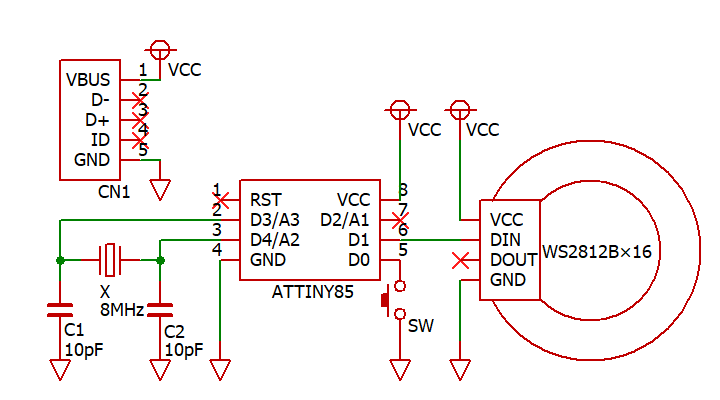 VBUS 1
VCC
D- 2
D+ 3
ID 4
GND 5
CN1
VCC
VCC
1 RST VCC 8
2 D3/A3 D2/A1 7
3 D4/A2 D1 6
4 GND D0 5
ATTINY85
VCC
DIN
DOUT
GND
WS2812B×16
X
8MHz
C1
10pF
C2
10pF
SW